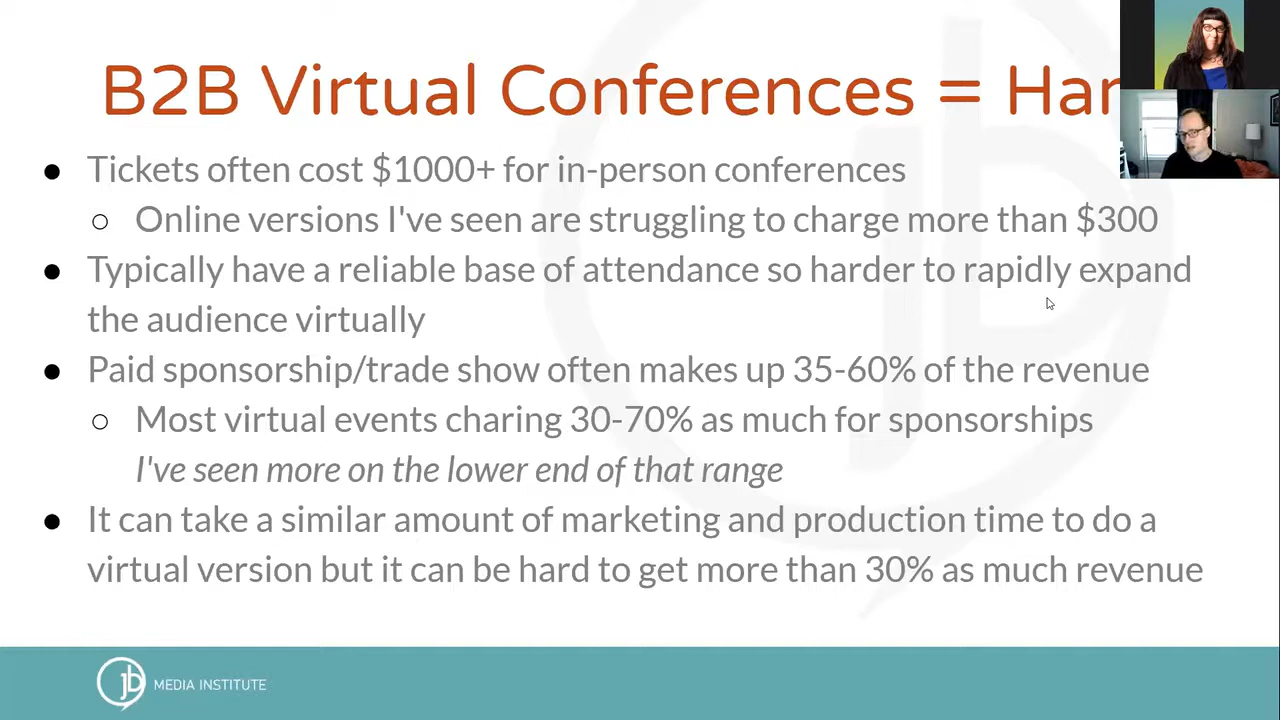 B2B Virtual Conferences =
● Tickets often cost $1000+ for in-person conferences
○ Online versions I've seen are struggling to charge more than $300
● Typically have a reliable base of attendance so harder to rapidly expand
the audience virtually
● Paid sponsorship/trade show often makes up 35-60% of the revenue
○ Most virtual events charing 30-70% as much for sponsorships
I've seen more on the lower end of that range
● It can take a similar amount of marketing and production time to do a
virtual version but it can be hard to get more than 30% as much revenue
jb MEDIA INSTITUTE